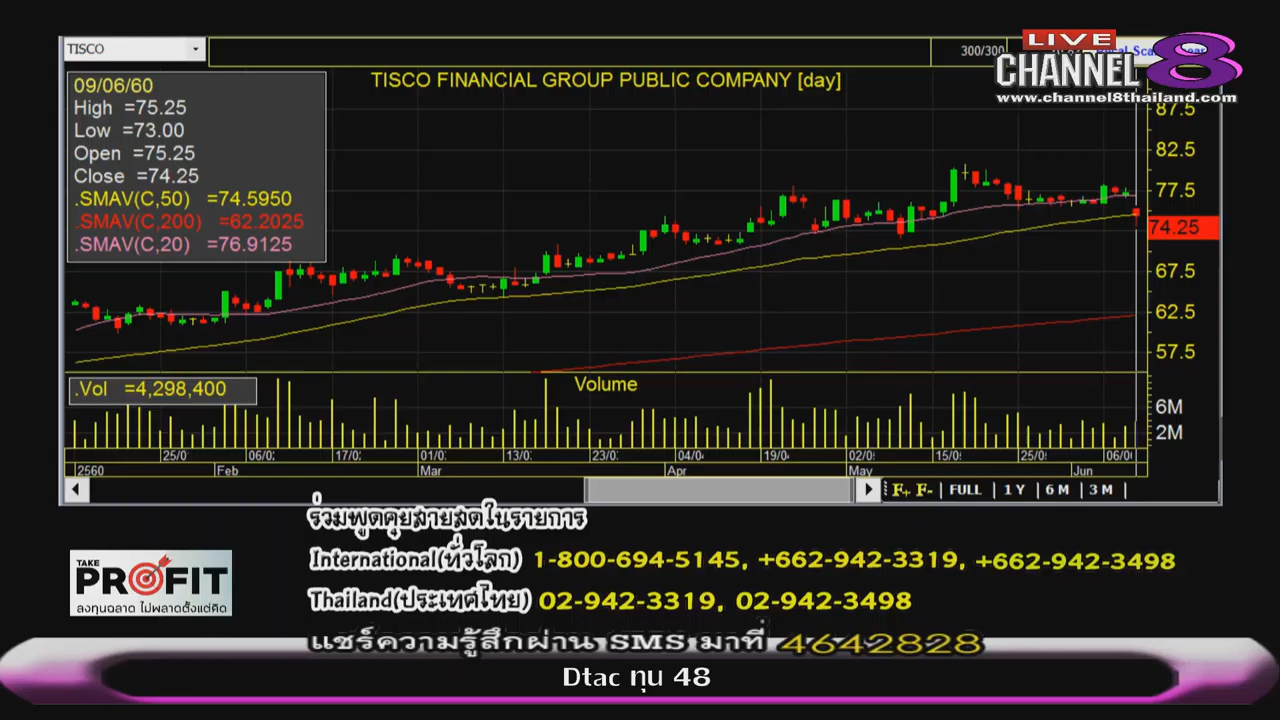 TISCO
300/300
LIVE
CHANNEL 8
www.channel8thailand.com
TISCO FINANCIAL GROUP PUBLIC COMPANY [day]
09/06/60
High =75.25
Low =73.00
Open =75.25
Close =74.25
.SMAV(C,50) =74.5950
.SMAV(C,200) =62.2025
.SMAV(C,20) =76.9125
87.5
82.5
77.5
74.25
67.5
62.5
57.5
.Vol =4,298,400
Volume
6M
2M
25/0 06/0 17/0 01/0 13/0 23/0 04/0 19/0 02/0 15/0 25/0 06/0
2560 Feb Mar Apr May Jun
F+ F- | FULL | 1 Y | 6 M | 3 M |
ร่วมพูดคุยสายสดในรายการ
International(ทั่วโลก) 1-800-694-5145, +662-942-3319, +662-942-3498
Thailand(ประเทศไทย) 02-942-3319, 02-942-3498
แชร์ความรู้สึกผ่าน SMS มาที่ 4642828
TAKE
PROFIT
ลงทุนฉลาด ไม่พลาดตั้งแต่คิด
Dtac ทุน 48